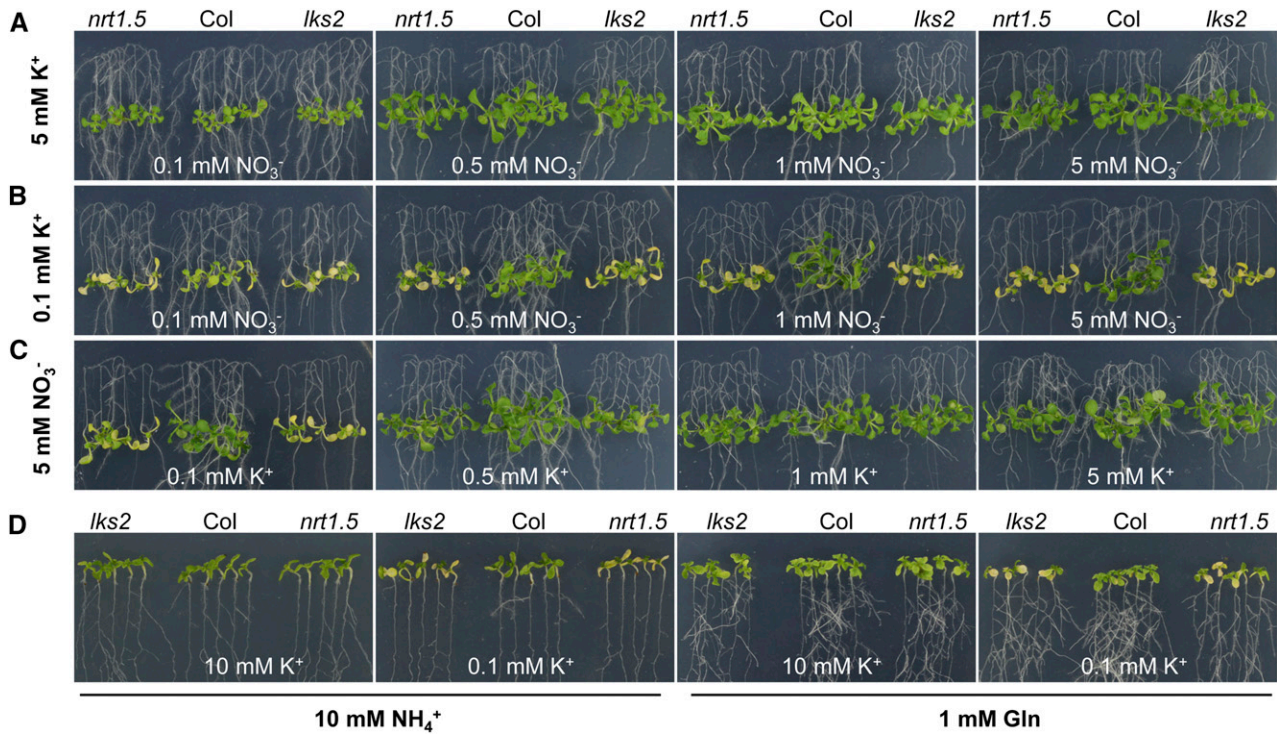 nrt1.5 Col lks2 nrt1.5 Col lks2 nrt1.5 Col lks2 nrt1.5 Col lks2
A
5 mM K⁺
0.1 mM NO₃⁻ 0.5 mM NO₃⁻ 1 mM NO₃⁻ 5 mM NO₃⁻
B
0.1 mM K⁺
0.1 mM NO₃⁻ 0.5 mM NO₃⁻ 1 mM NO₃⁻ 5 mM NO₃⁻
C
5 mM NO₃⁻
0.1 mM K⁺ 0.5 mM K⁺ 1 mM K⁺ 5 mM K⁺
lks2 Col nrt1.5 lks2 Col nrt1.5 lks2 Col nrt1.5 lks2 Col nrt1.5
D
10 mM K⁺ 0.1 mM K⁺ 10 mM K⁺ 0.1 mM K⁺
10 mM NH₄⁺ 1 mM Gln